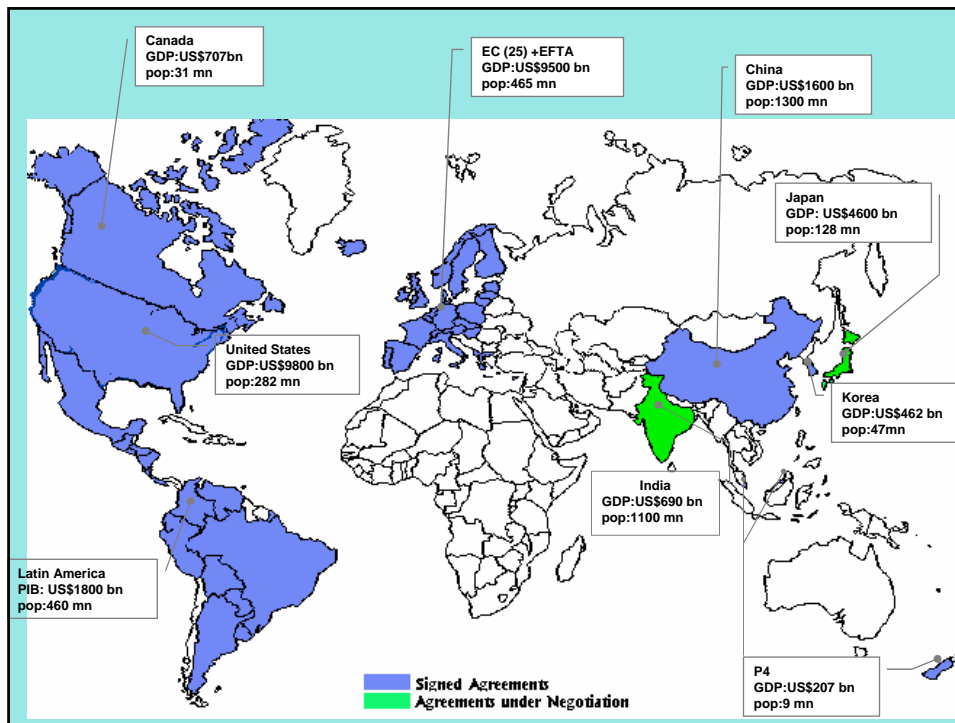 Canada
GDP:US$707bn
pop:31 mn
EC (25) +EFTA
GDP:US$9500 bn
pop:465 mn
China
GDP:US$1600 bn
pop:1300 mn
Japan
GDP: US$4600 bn
pop:128 mn
United States
GDP:US$9800 bn
pop:282 mn
Korea
GDP:US$462 bn
pop:47mn
India
GDP:US$690 bn
pop:1100 mn
Latin America
PIB: US$1800 bn
pop:460 mn
P4
GDP:US$207 bn
pop:9 mn
Signed Agreements
Agreements under Negotiation